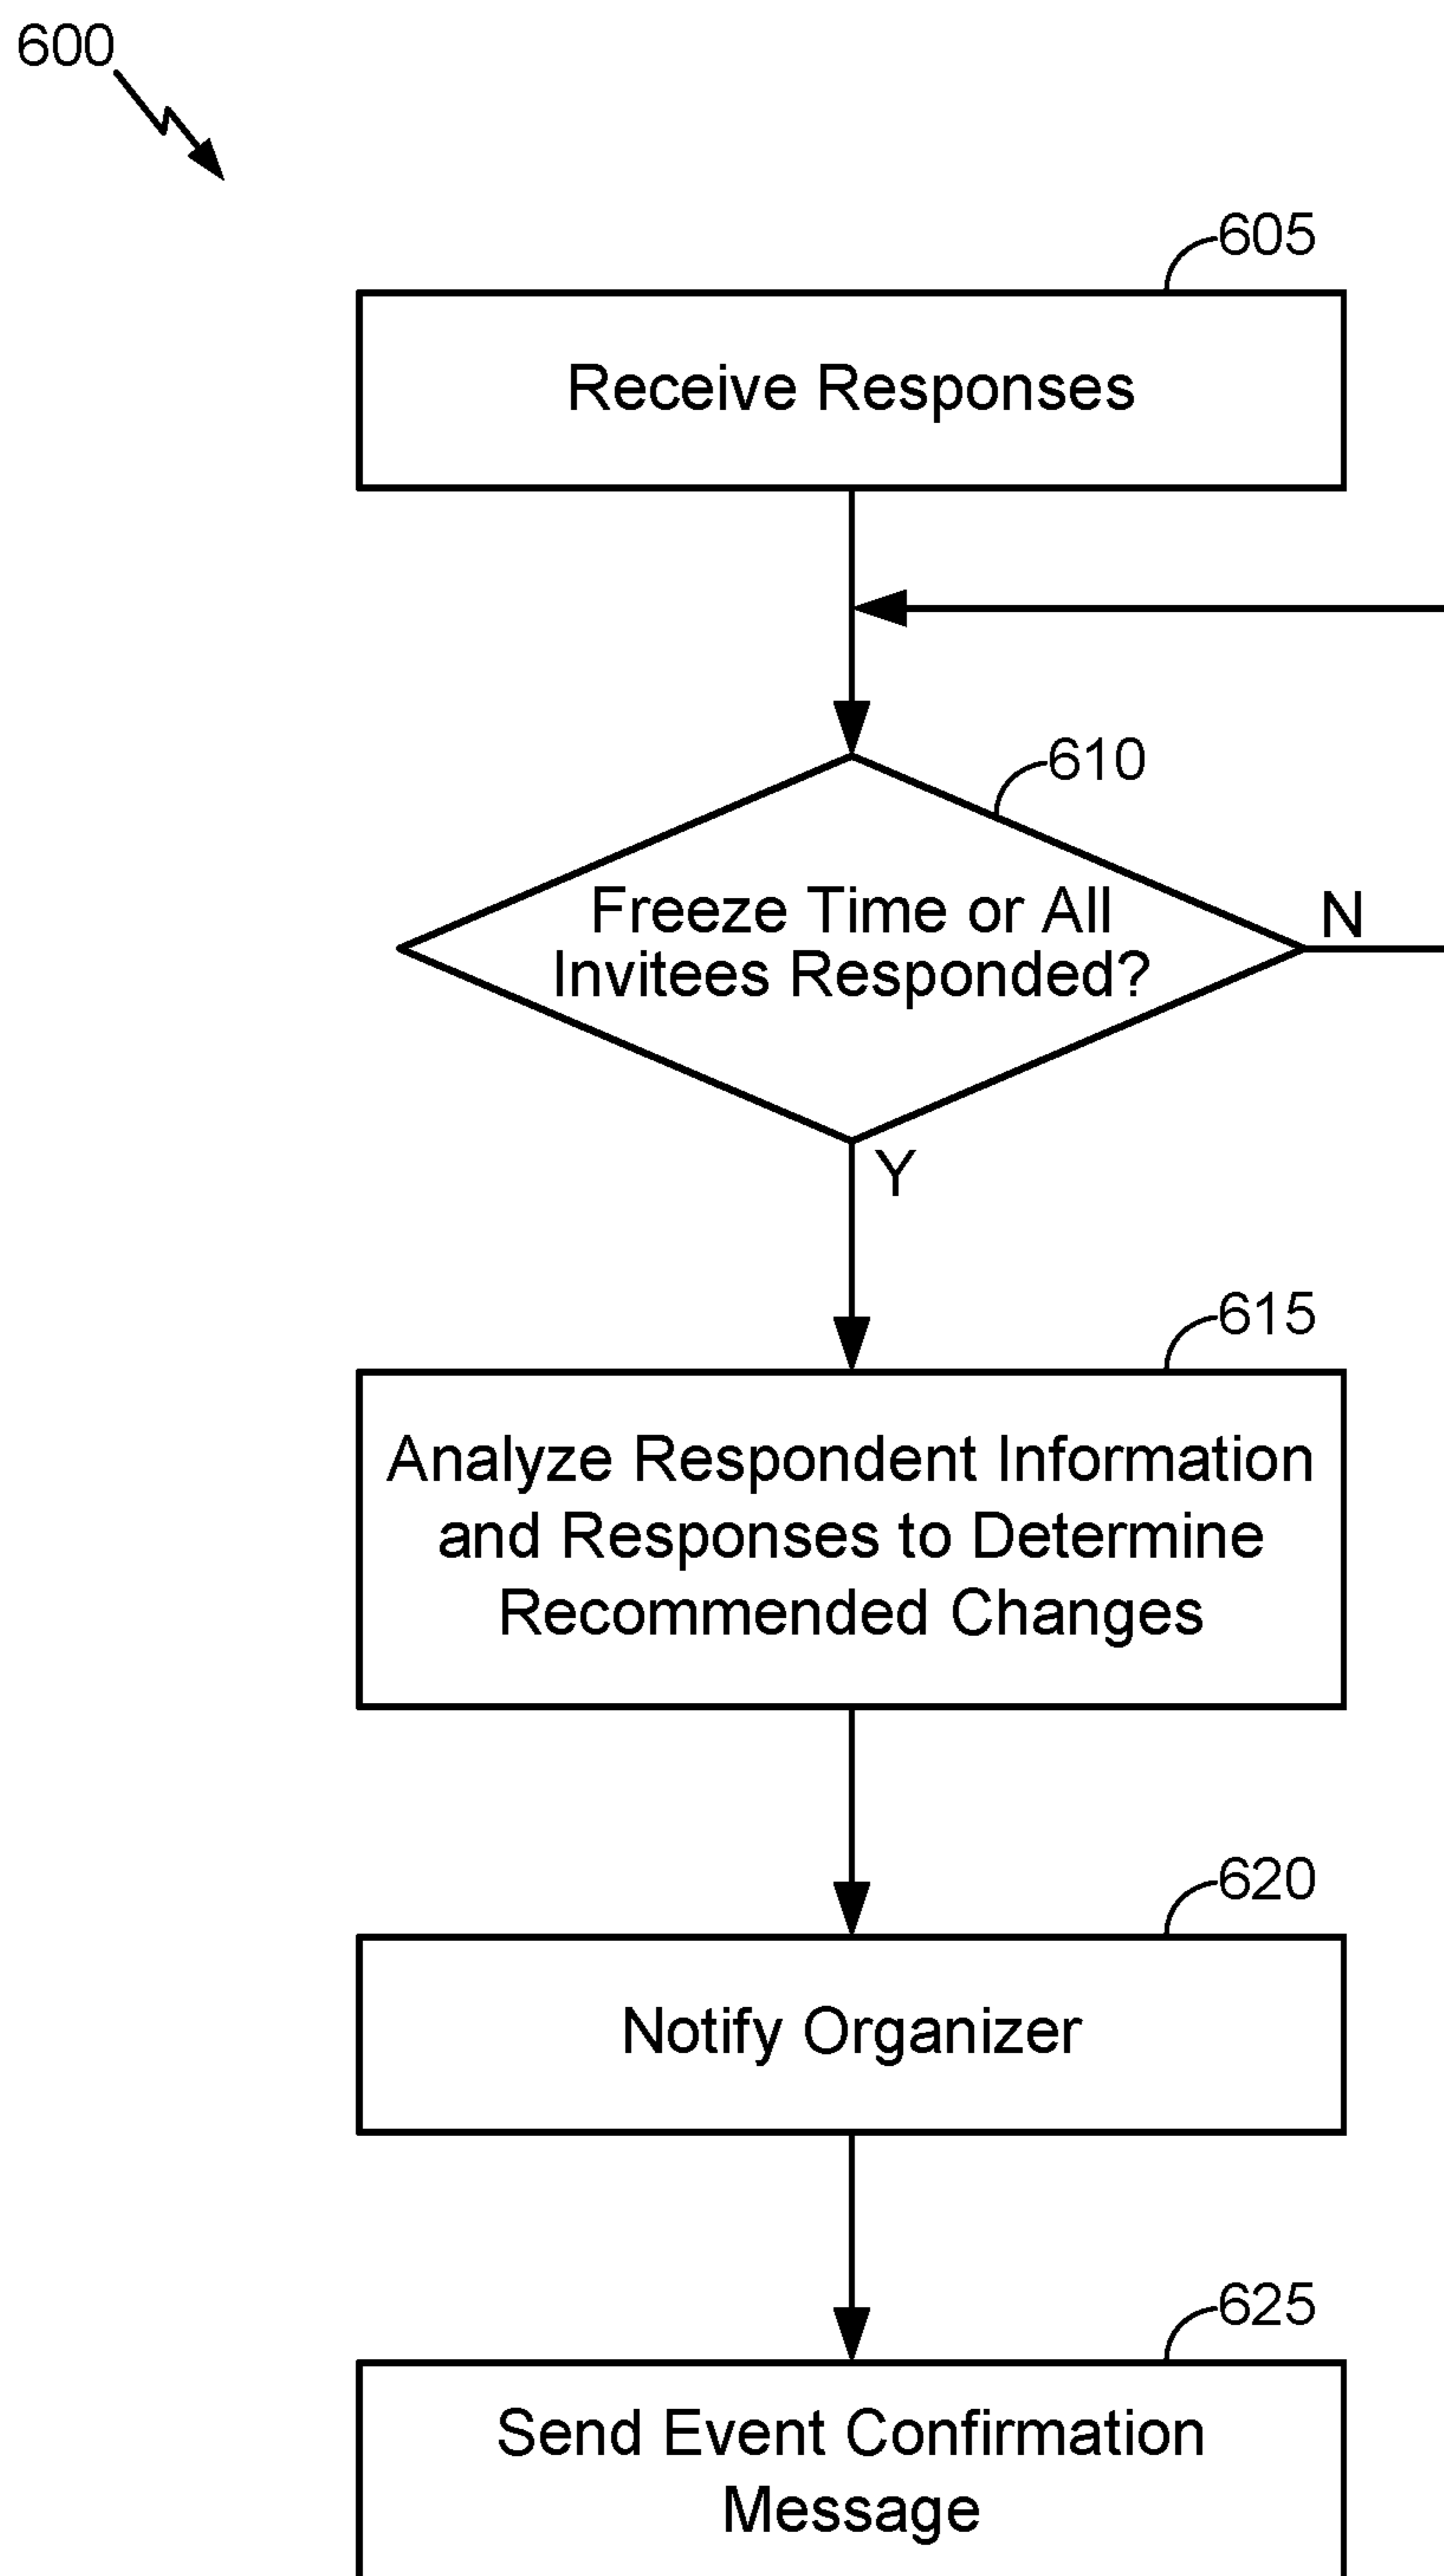 600
605
Receive Responses
610
Freeze Time or All
Invitees Responded?
N
Y
615
Analyze Respondent Information
and Responses to Determine
Recommended Changes
620
Notify Organizer
625
Send Event Confirmation
Message